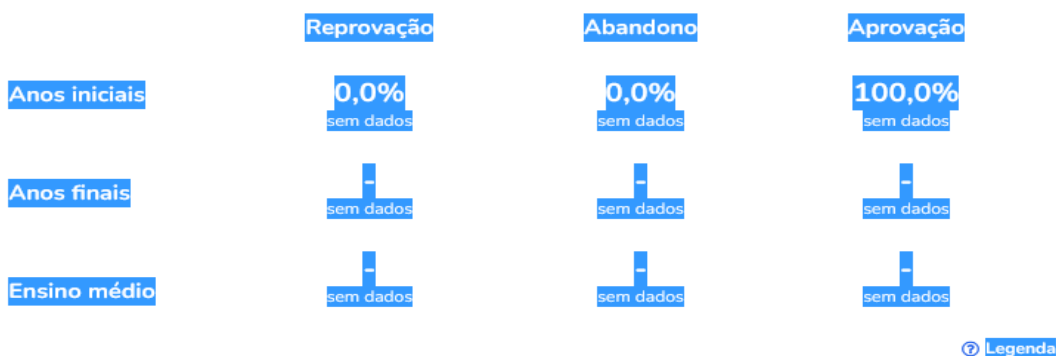 Reprovação Abandono Aprovação
Anos iniciais 0,0% 0,0% 100,0%
sem dados sem dados sem dados
Anos finais - - -
sem dados sem dados sem dados
Ensino médio - - -
sem dados sem dados sem dados
? Legenda